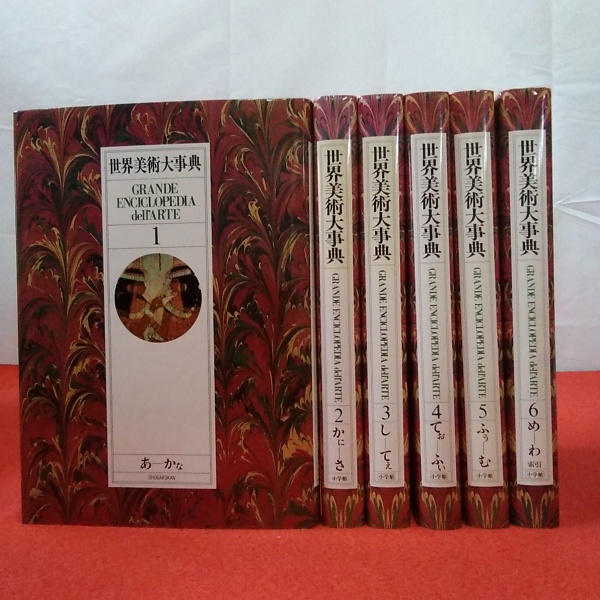 世界美術大事典
GRANDE
ENCICLOPEDIA
dell'ARTE
1
あ—かな
SHOGAKUKAN
世界美術大事典
GRANDE ENCICLOPEDIA dell'ARTE
2 かに—さ
小学館
世界美術大事典
GRANDE ENCICLOPEDIA dell'ARTE
3 し—てぇ
小学館
世界美術大事典
GRANDE ENCICLOPEDIA dell'ARTE
4 てぉ—ふぃ
小学館
世界美術大事典
GRANDE ENCICLOPEDIA dell'ARTE
5 ふぅ—む
小学館
世界美術大事典
GRANDE ENCICLOPEDIA dell'ARTE
6 め—わ
索引
小学館